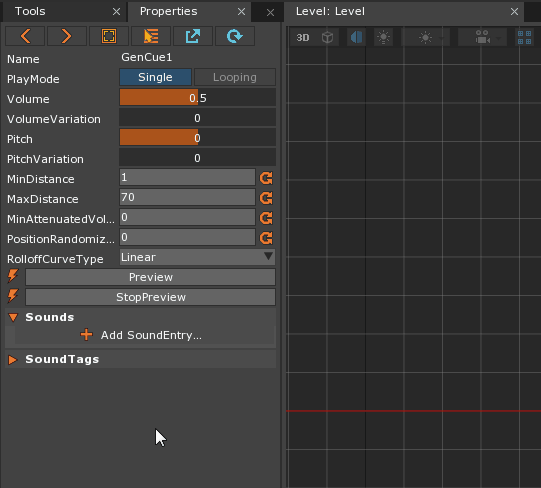 Tools
Properties
Level: Level
3D
Name GenCue1
PlayMode Single Looping
Volume 0.5
VolumeVariation 0
Pitch 0
PitchVariation 0
MinDistance 1
MaxDistance 70
MinAttenuatedVol... 0
PositionRandomiz... 0
RolloffCurveType Linear
Preview
StopPreview
Sounds
Add SoundEntry...
SoundTags